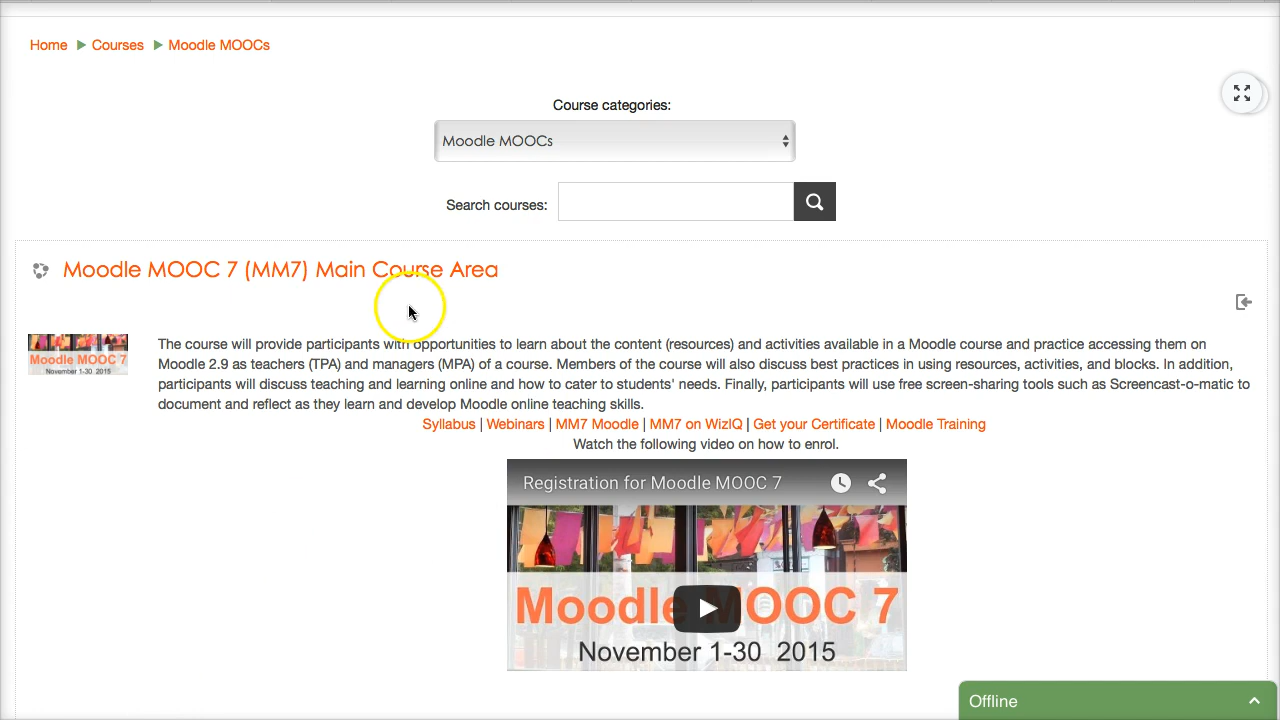 Home Courses Moodle MOOCs
Course categories:
Moodle MOOCs
Search courses:
Moodle MOOC 7 (MM7) Main Course Area
Moodle MOOC 7
November 1-30 2015
The course will provide participants with opportunities to learn about the content (resources) and activities available in a Moodle course and practice accessing them on
Moodle 2.9 as teachers (TPA) and managers (MPA) of a course. Members of the course will also discuss best practices in using resources, activities, and blocks. In addition,
participants will discuss teaching and learning online and how to cater to students' needs. Finally, participants will use free screen-sharing tools such as Screencast-o-matic to
document and reflect as they learn and develop Moodle online teaching skills.
Syllabus | Webinars | MM7 Moodle | MM7 on WizIQ | Get your Certificate | Moodle Training
Watch the following video on how to enrol.
Registration for Moodle MOOC 7
Moodle MOOC 7
November 1-30 2015
Offline